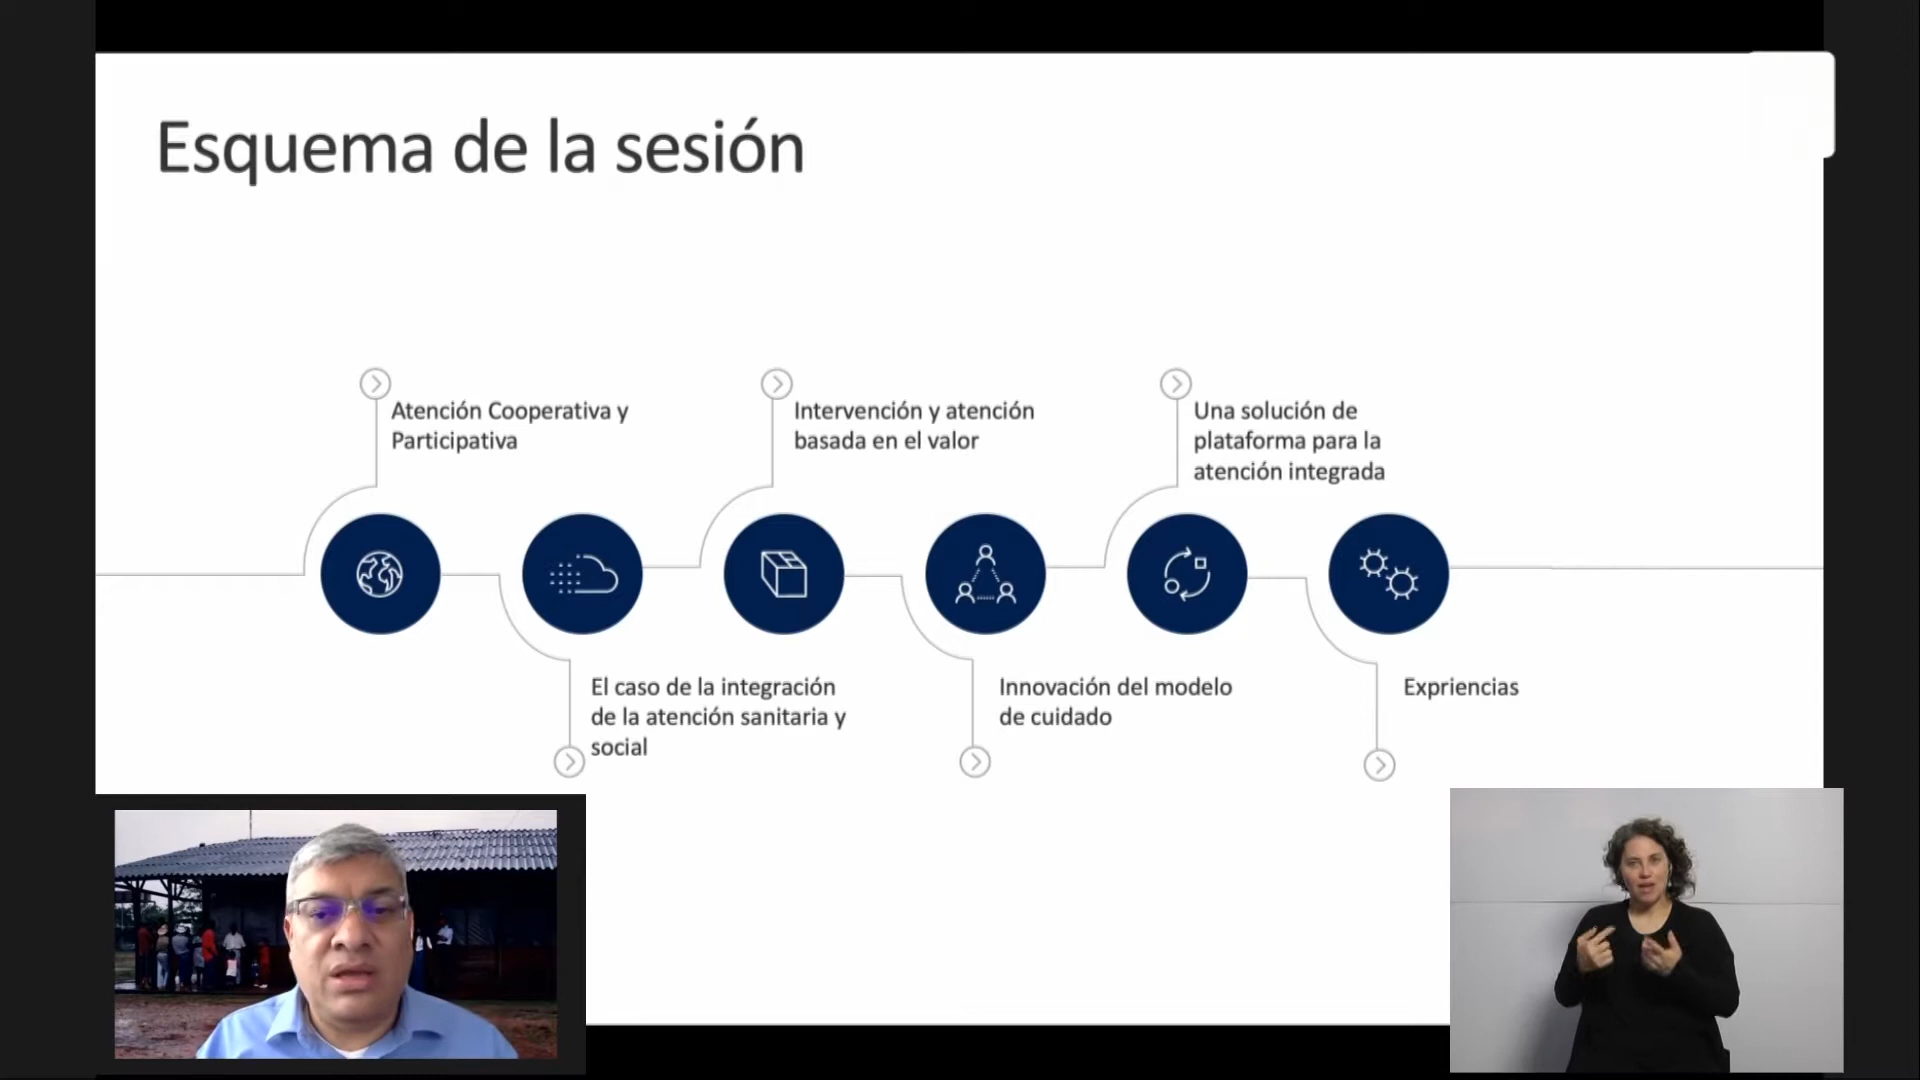 Esquema de la sesión
Atención Cooperativa y
Participativa
El caso de la integración
de la atención sanitaria y
social
Intervención y atención
basada en el valor
Innovación del modelo
de cuidado
Una solución de
plataforma para la
atención integrada
Expriencias